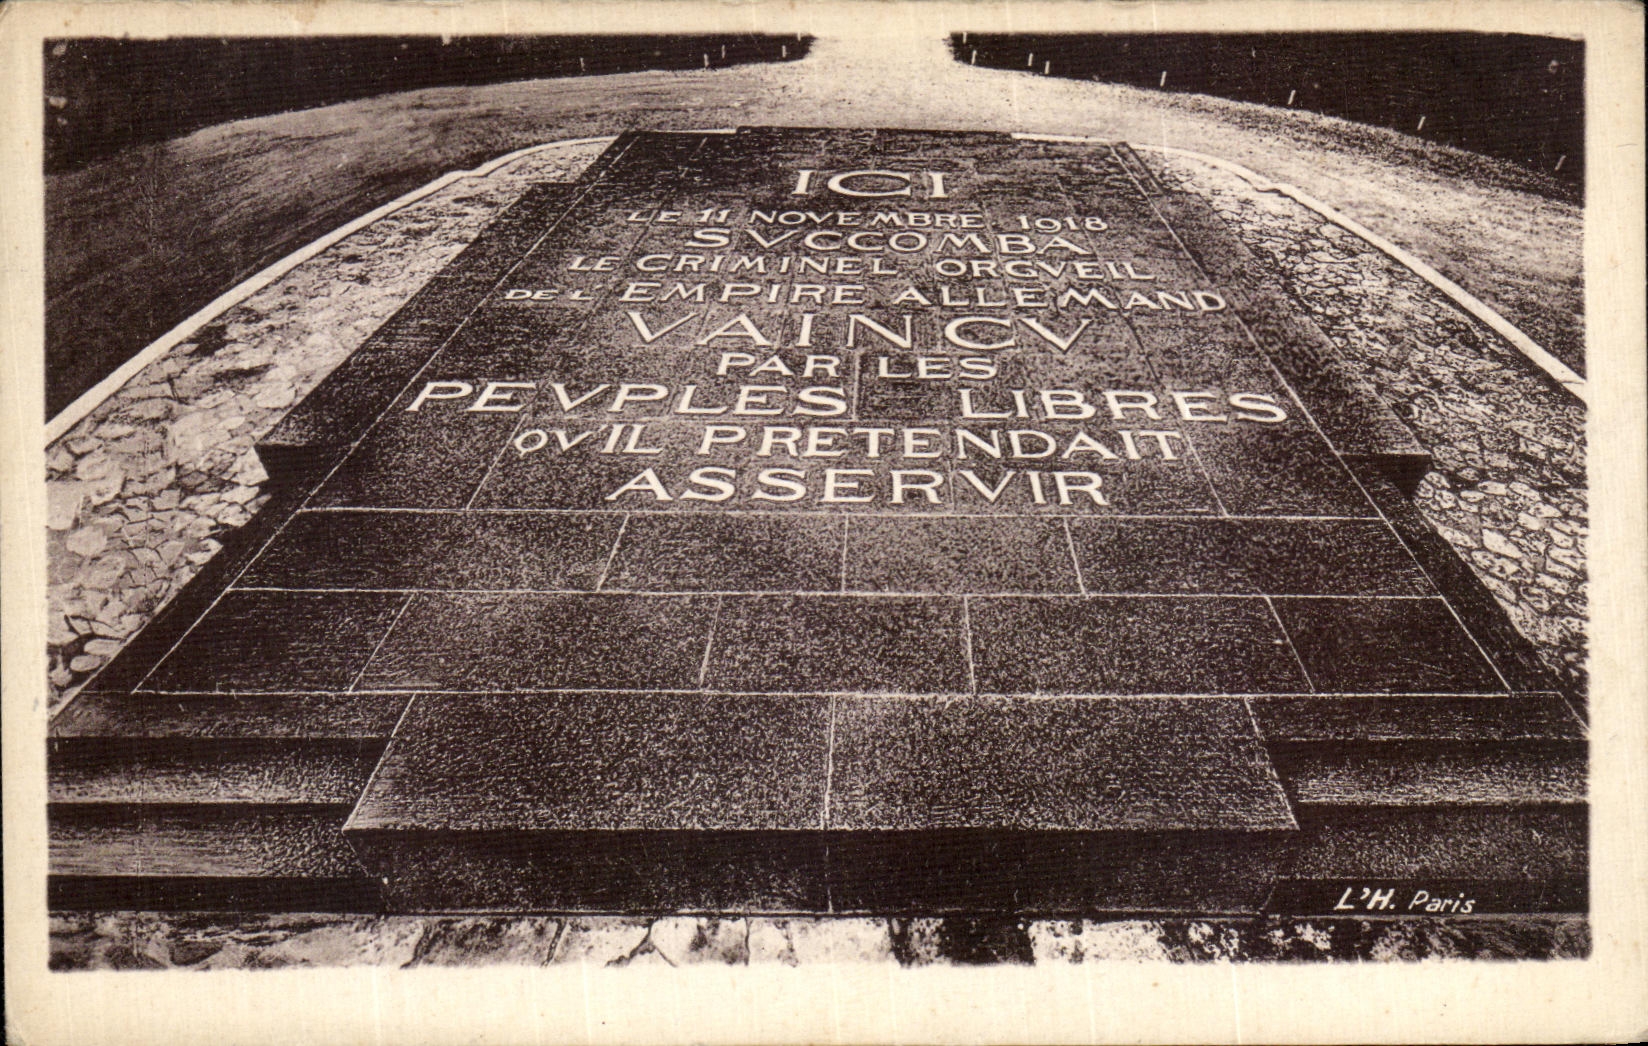 ICI
LE 11 NOVEMBRE 1918
SVCCOMBA
LE CRIMINEL ORGVEIL
DE L'EMPIRE ALLEMAND
VAINCV
PAR LES
PEVPLES LIBRES
QV'IL PRETENDAIT
ASSERVIR
L'H. Paris